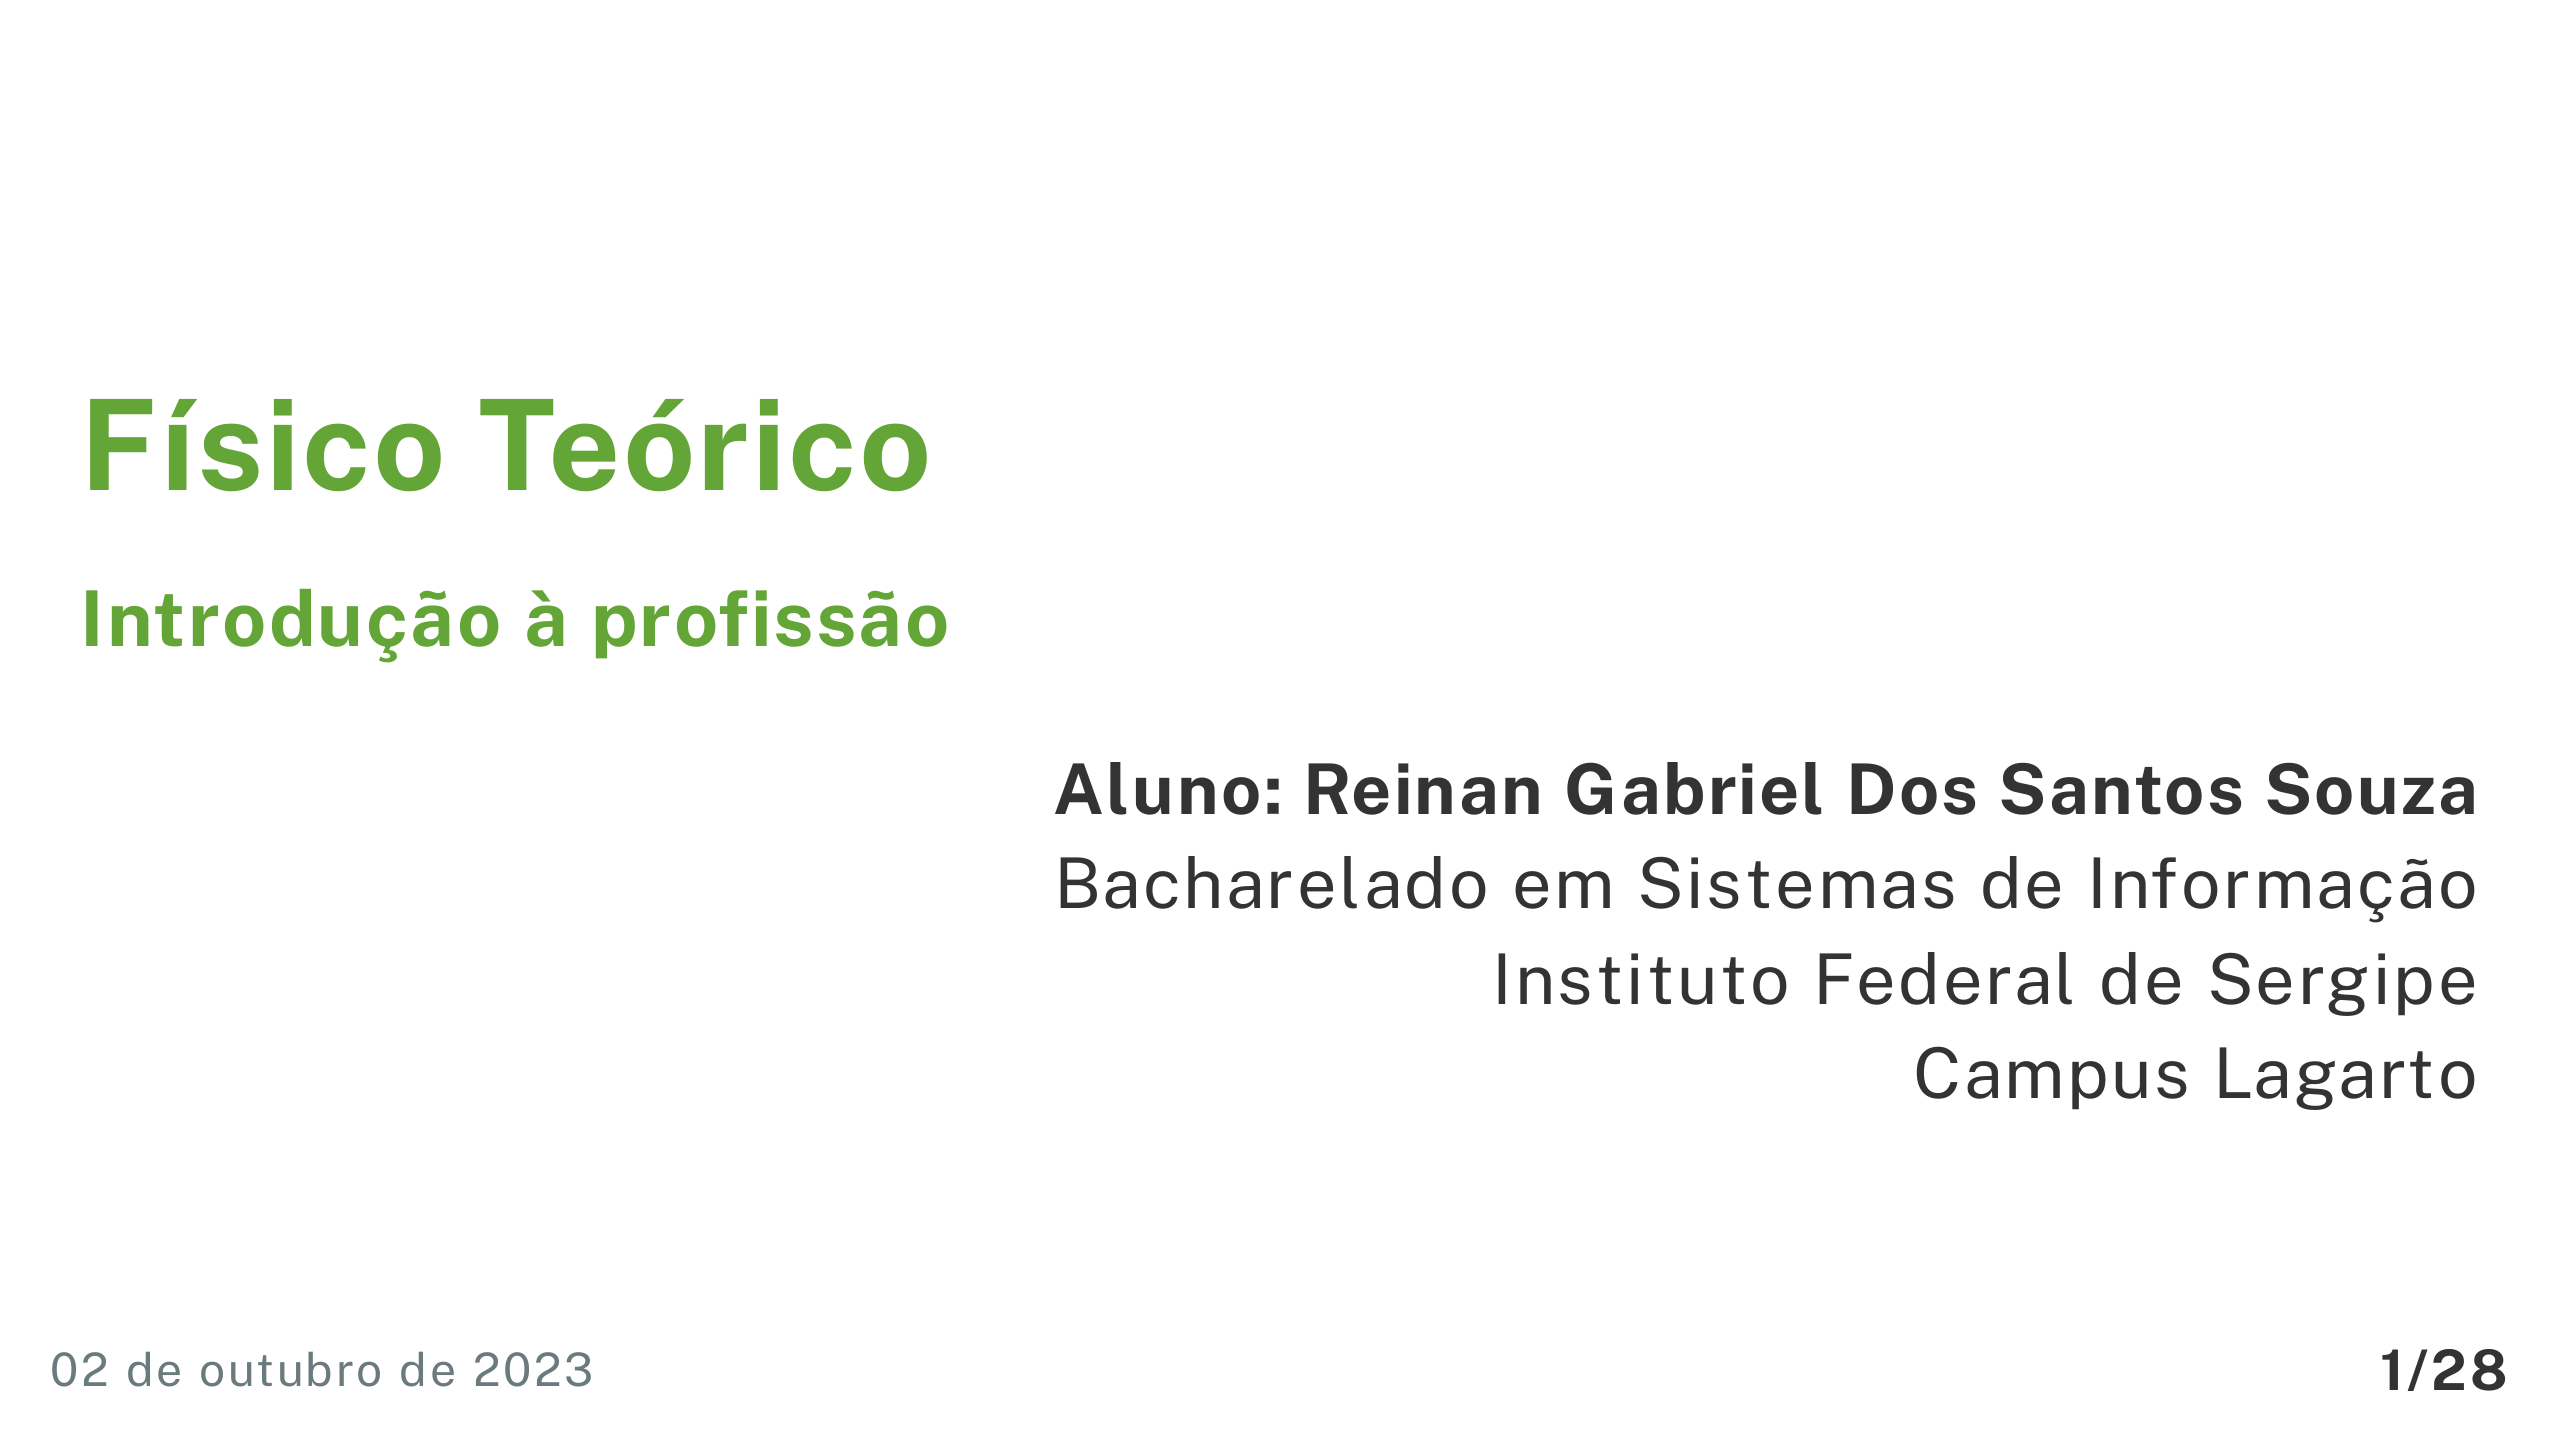 Físico Teórico
Introdução à profissão
Aluno: Reinan Gabriel Dos Santos Souza
Bacharelado em Sistemas de Informação
Instituto Federal de Sergipe
Campus Lagarto
02 de outubro de 2023
1/28